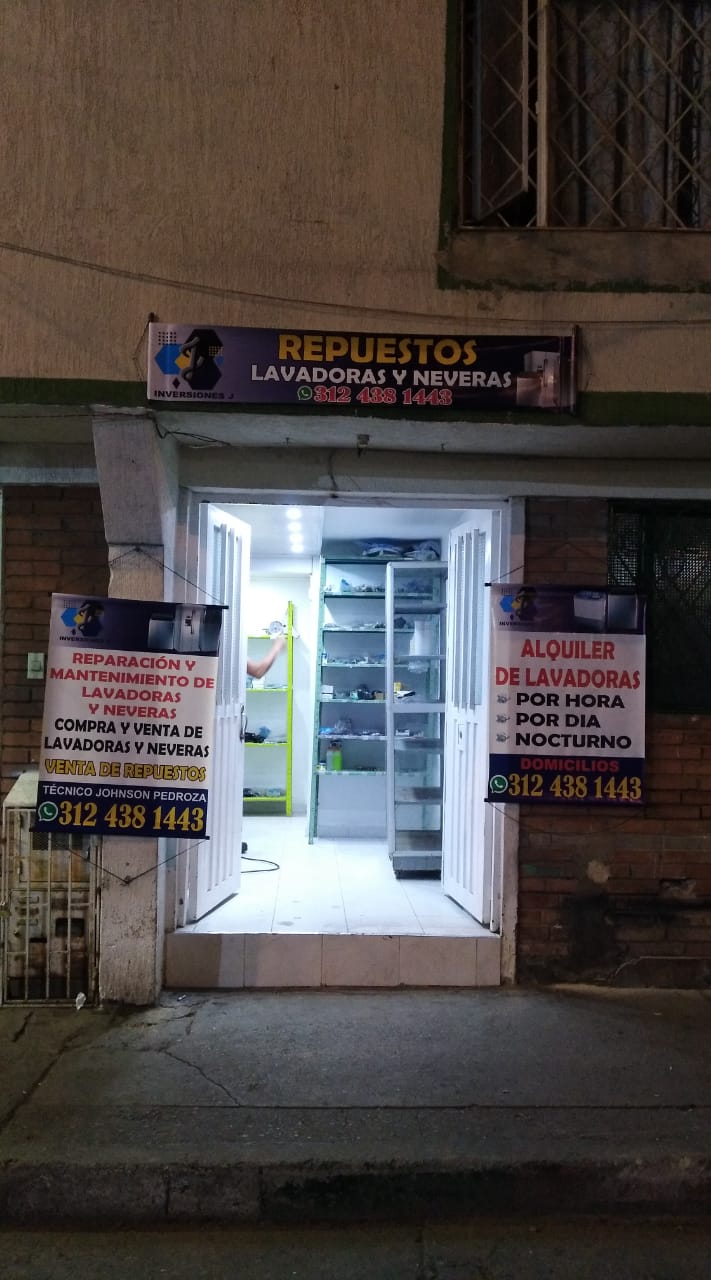 REPUESTOS
LAVADORAS Y NEVERAS
312 438 1443
INVERSIONES J
INVERSIONES J
REPARACIÓN Y
MANTENIMIENTO DE
LAVADORAS
Y NEVERAS
COMPRA Y VENTA DE
LAVADORAS Y NEVERAS
VENTA DE REPUESTOS
TÉCNICO JOHNSON PEDROZA
312 438 1443
INVERSIONES J
ALQUILER
DE LAVADORAS
POR HORA
POR DIA
NOCTURNO
DOMICILIOS
312 438 1443